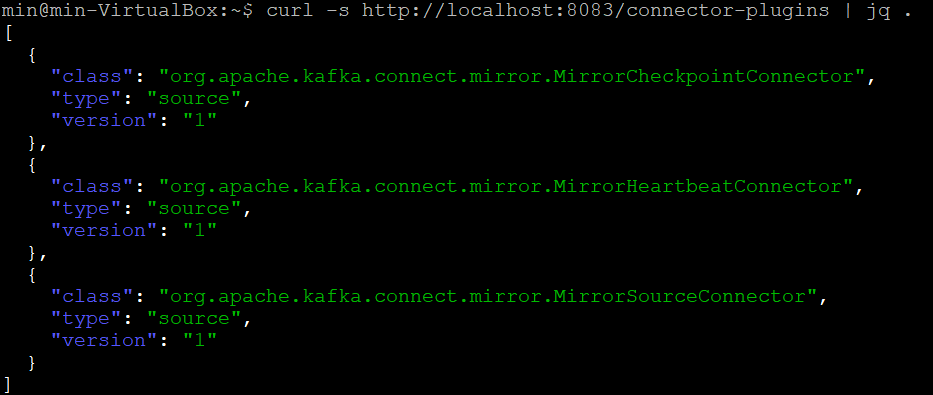 min@min-VirtualBox:~$ curl -s http://localhost:8083/connector-plugins | jq .
[
  {
    "class": "org.apache.kafka.connect.mirror.MirrorCheckpointConnector",
    "type": "source",
    "version": "1"
  },
  {
    "class": "org.apache.kafka.connect.mirror.MirrorHeartbeatConnector",
    "type": "source",
    "version": "1"
  },
  {
    "class": "org.apache.kafka.connect.mirror.MirrorSourceConnector",
    "type": "source",
    "version": "1"
  }
]